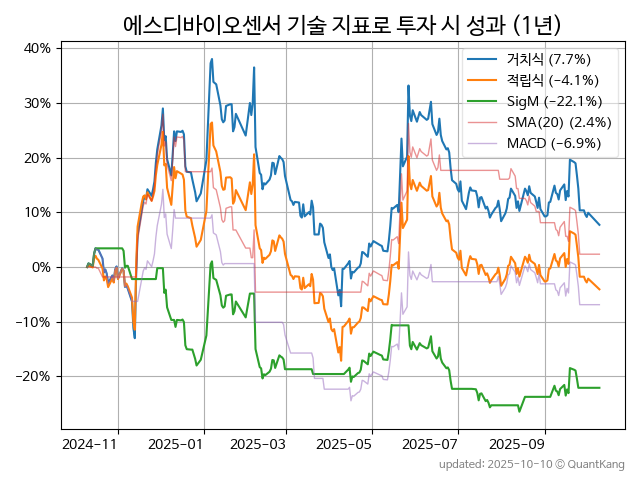 에스디바이오센서 기술 지표로 투자 시 성과 (1년)
40%
30%
20%
10%
0%
−10%
−20%
거치식 (7.7%)
적립식 (−4.1%)
SigM (−22.1%)
SMA(20) (2.4%)
MACD (−6.9%)
2024−11
2025−01
2025−03
2025−05
2025−07
2025−09
updated: 2025-10-10 © QuantKang